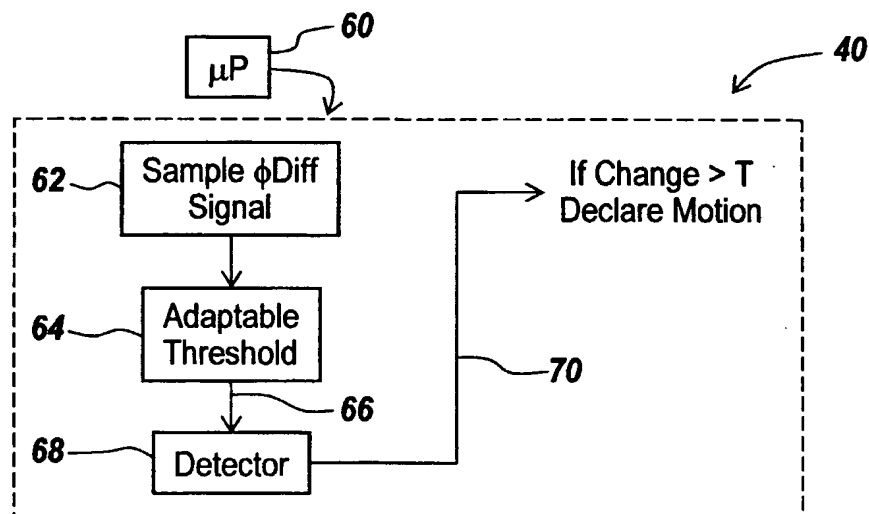 60
μP
40
62
Sample ϕDiff
Signal
If Change > T
Declare Motion
64
Adaptable
Threshold
70
66
68
Detector